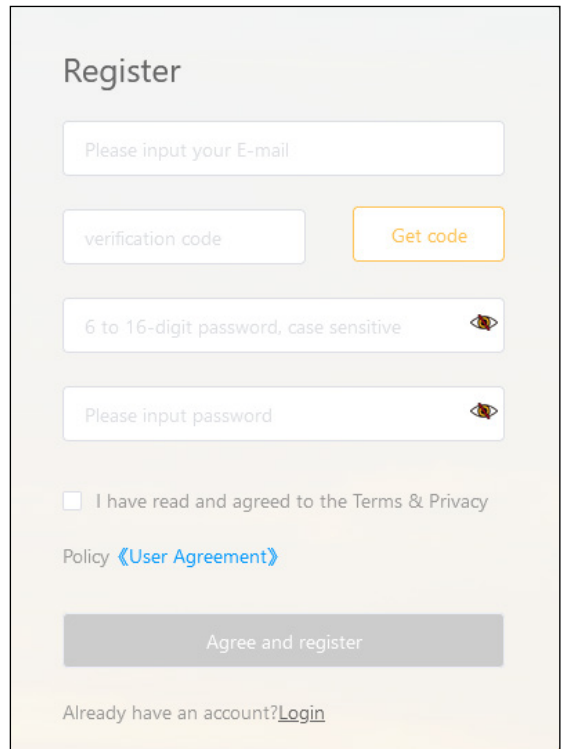 Register
Please input your E-mail
verification code
Get code
6 to 16-digit password, case sensitive
Please input password
I have read and agreed to the Terms & Privacy
Policy 《User Agreement》
Agree and register
Already have an account?Login